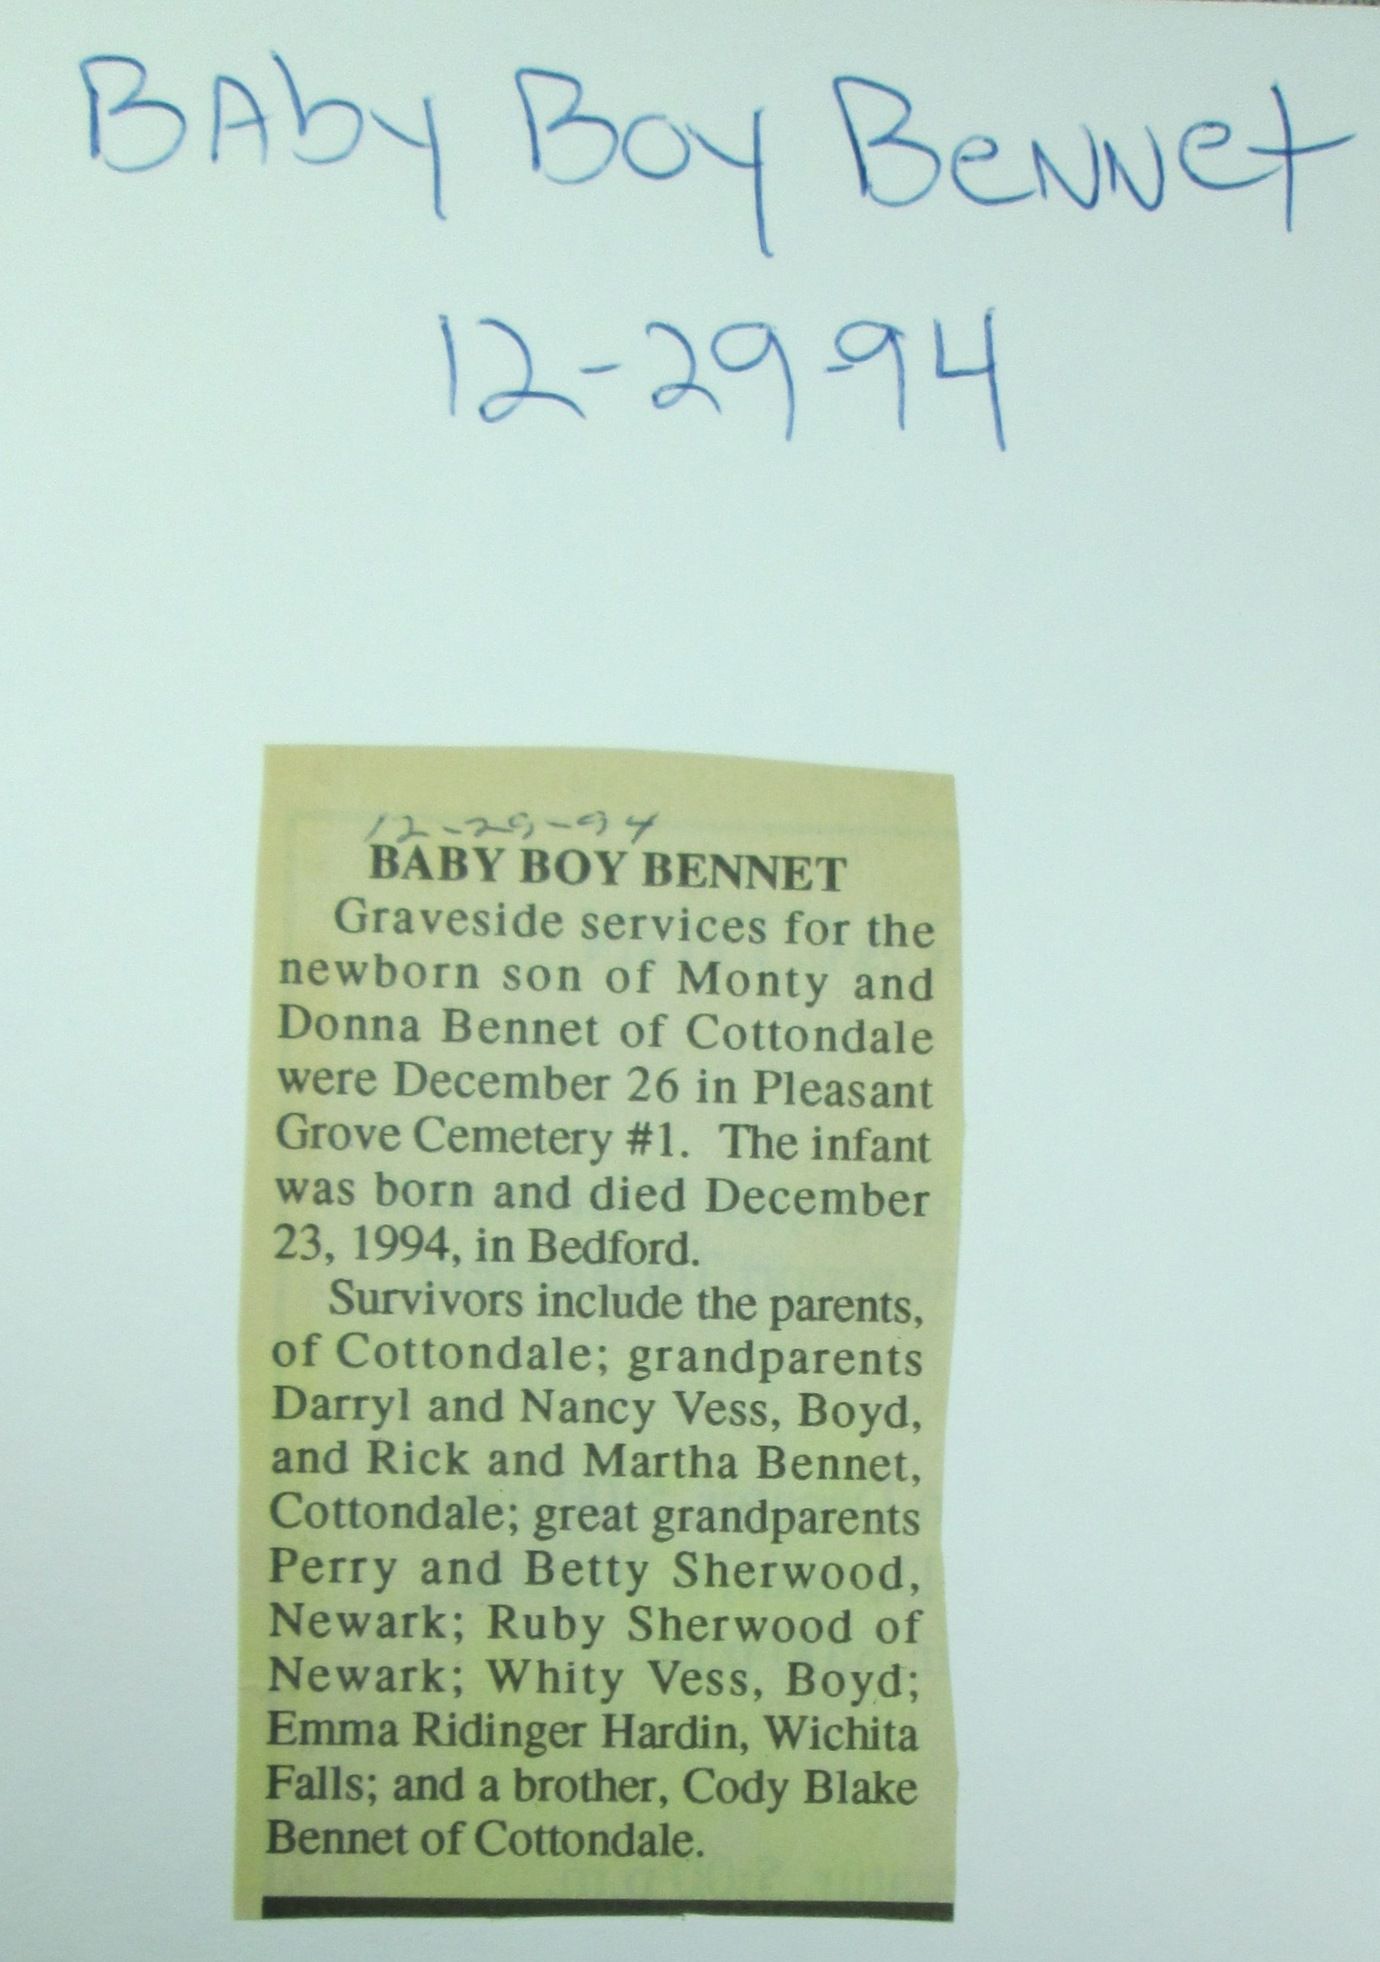 BAby Boy Bennet
12-29-94
12-29-94
BABY BOY BENNET
Graveside services for the
newborn son of Monty and
Donna Bennet of Cottondale
were December 26 in Pleasant
Grove Cemetery #1. The infant
was born and died December
23, 1994, in Bedford.
Survivors include the parents,
of Cottondale; grandparents
Darryl and Nancy Vess, Boyd,
and Rick and Martha Bennet,
Cottondale; great grandparents
Perry and Betty Sherwood,
Newark; Ruby Sherwood of
Newark; Whity Vess, Boyd;
Emma Ridinger Hardin, Wichita
Falls; and a brother, Cody Blake
Bennet of Cottondale.